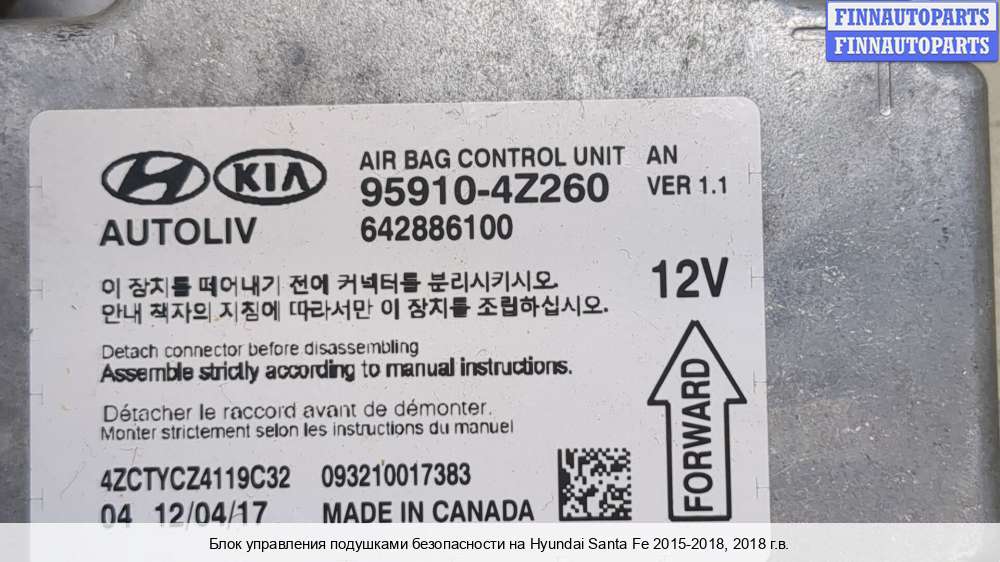 FINNAUTOPARTS
FINNAUTOPARTS
KIA
AUTOLIV
AIR BAG CONTROL UNIT AN
95910-4Z260 VER 1.1
642886100
이 장치를 떼어내기 전에 커넥터를 분리시키시오.
안내 책자의 지침에 따라서만 이 장치를 조립하십시오.
12V
Detach connector before disassembling
Assemble strictly according to manual instructions.
Détacher le raccord avant de démonter.
Monter strictement selon les instructions du manuel
FORWARD
4ZCTYCZ4119C32 093210017383
04 12/04/17 MADE IN CANADA
Блок управления подушками безопасности на Hyundai Santa Fe 2015-2018, 2018 г.в.